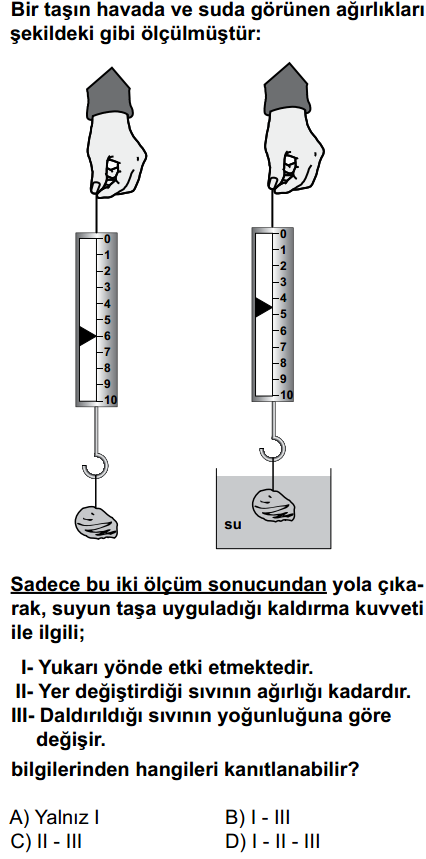 Bir taşın havada ve suda görünen ağırlıkları
şekildeki gibi ölçülmüştür:
0
1
2
3
4
5
6
7
8
9
10
0
1
2
3
4
5
6
7
8
9
10
su
Sadece bu iki ölçüm sonucundan yola çıka-
rak, suyun taşa uyguladığı kaldırma kuvveti
ile ilgili;
I- Yukarı yönde etki etmektedir.
II- Yer değiştirdiği sıvının ağırlığı kadardır.
III- Daldırıldığı sıvının yoğunluğuna göre
değişir.
bilgilerinden hangileri kanıtlanabilir?
A) Yalnız I B) I - III
C) II - III D) I - II - III